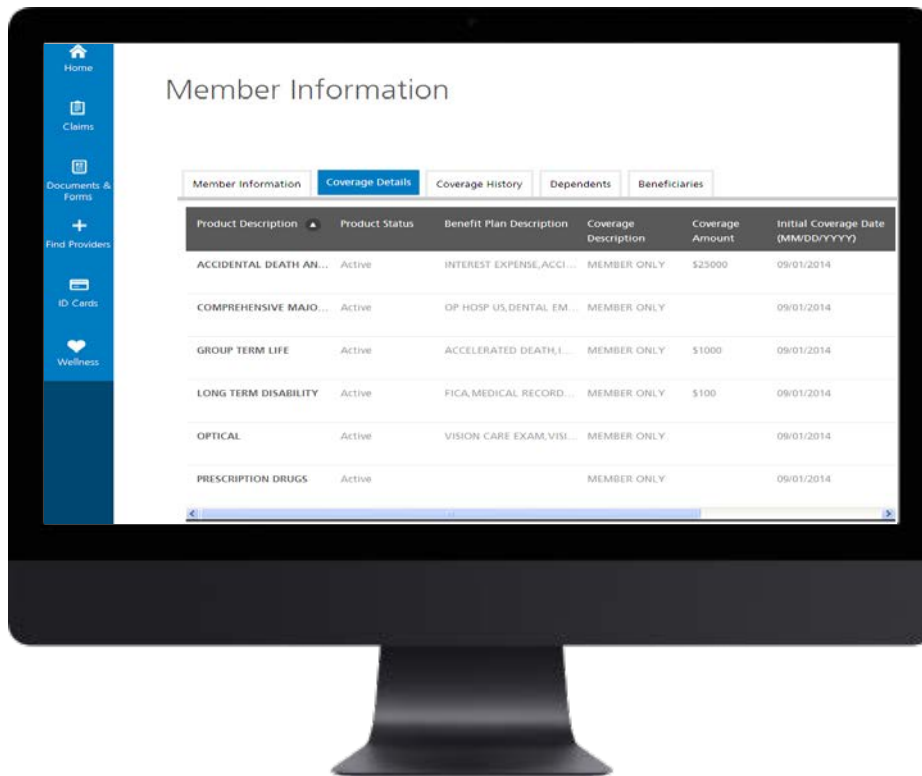 Home
Claims
Documents &
Forms
Find Providers
ID Cards
Wellness
Member Information
Member Information Coverage Details Coverage History Dependents Beneficiaries
Product Description Product Status Benefit Plan Description Coverage Description Coverage Amount Initial Coverage Date (MM/DD/YYYY)
ACCIDENTAL DEATH AN... Active INTEREST EXPENSE,ACCI... MEMBER ONLY $25000 09/01/2014
COMPREHENSIVE MAJO... Active OP HOSP US,DENTAL EM... MEMBER ONLY 09/01/2014
GROUP TERM LIFE Active ACCELERATED DEATH,I... MEMBER ONLY $1000 09/01/2014
LONG TERM DISABILITY Active FICA,MEDICAL RECORD... MEMBER ONLY $100 09/01/2014
OPTICAL Active VISION CARE EXAM,VISI... MEMBER ONLY 09/01/2014
PRESCRIPTION DRUGS Active MEMBER ONLY 09/01/2014